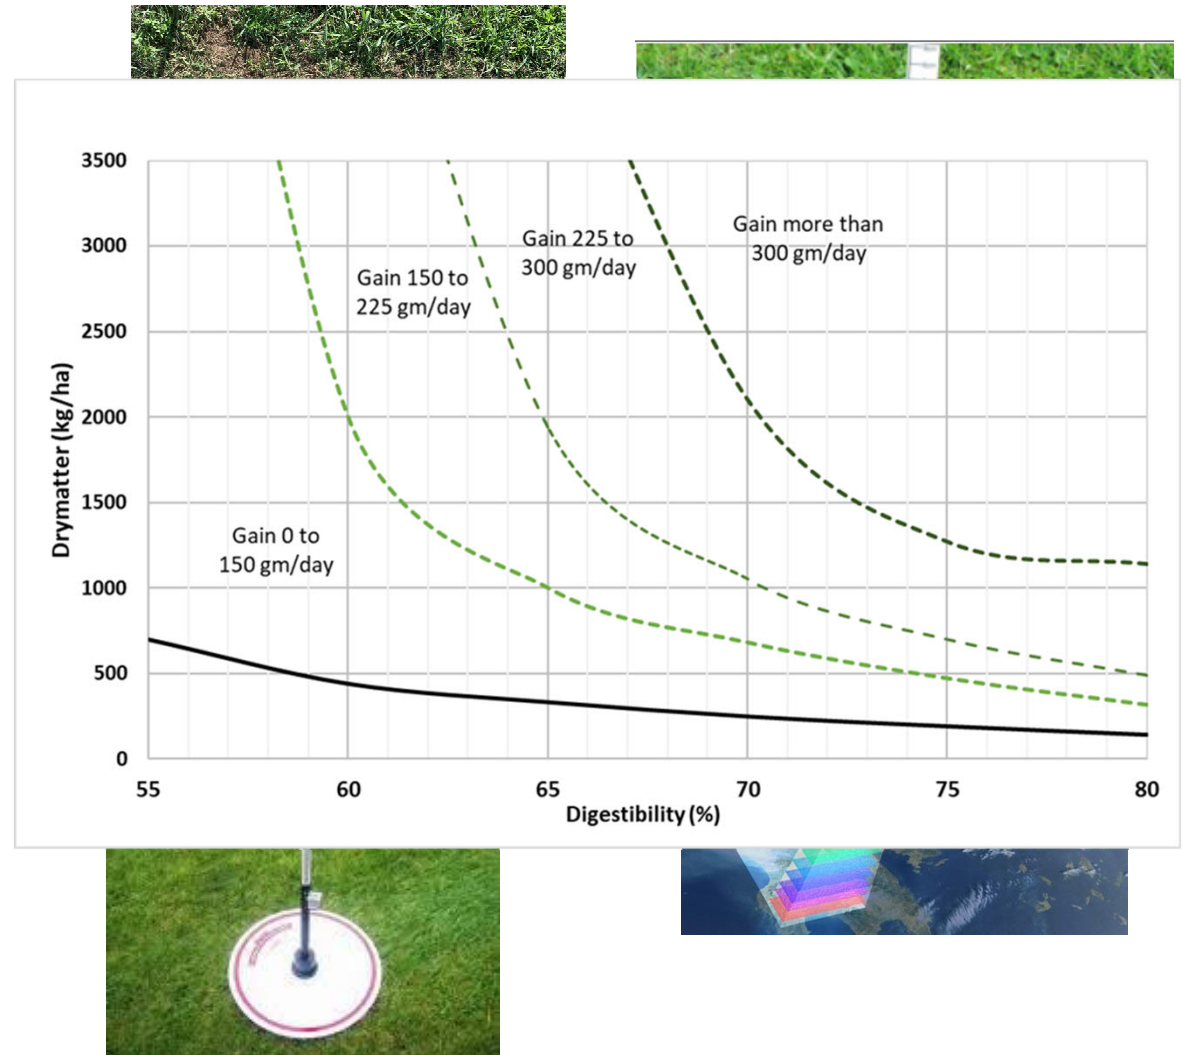 3500
3000
2500
2000
1500
1000
500
0
Drymatter (kg/ha)
Gain 0 to
150 gm/day
Gain 150 to
225 gm/day
Gain 225 to
300 gm/day
Gain more than
300 gm/day
55 60 65 70 75 80
Digestibility (%)